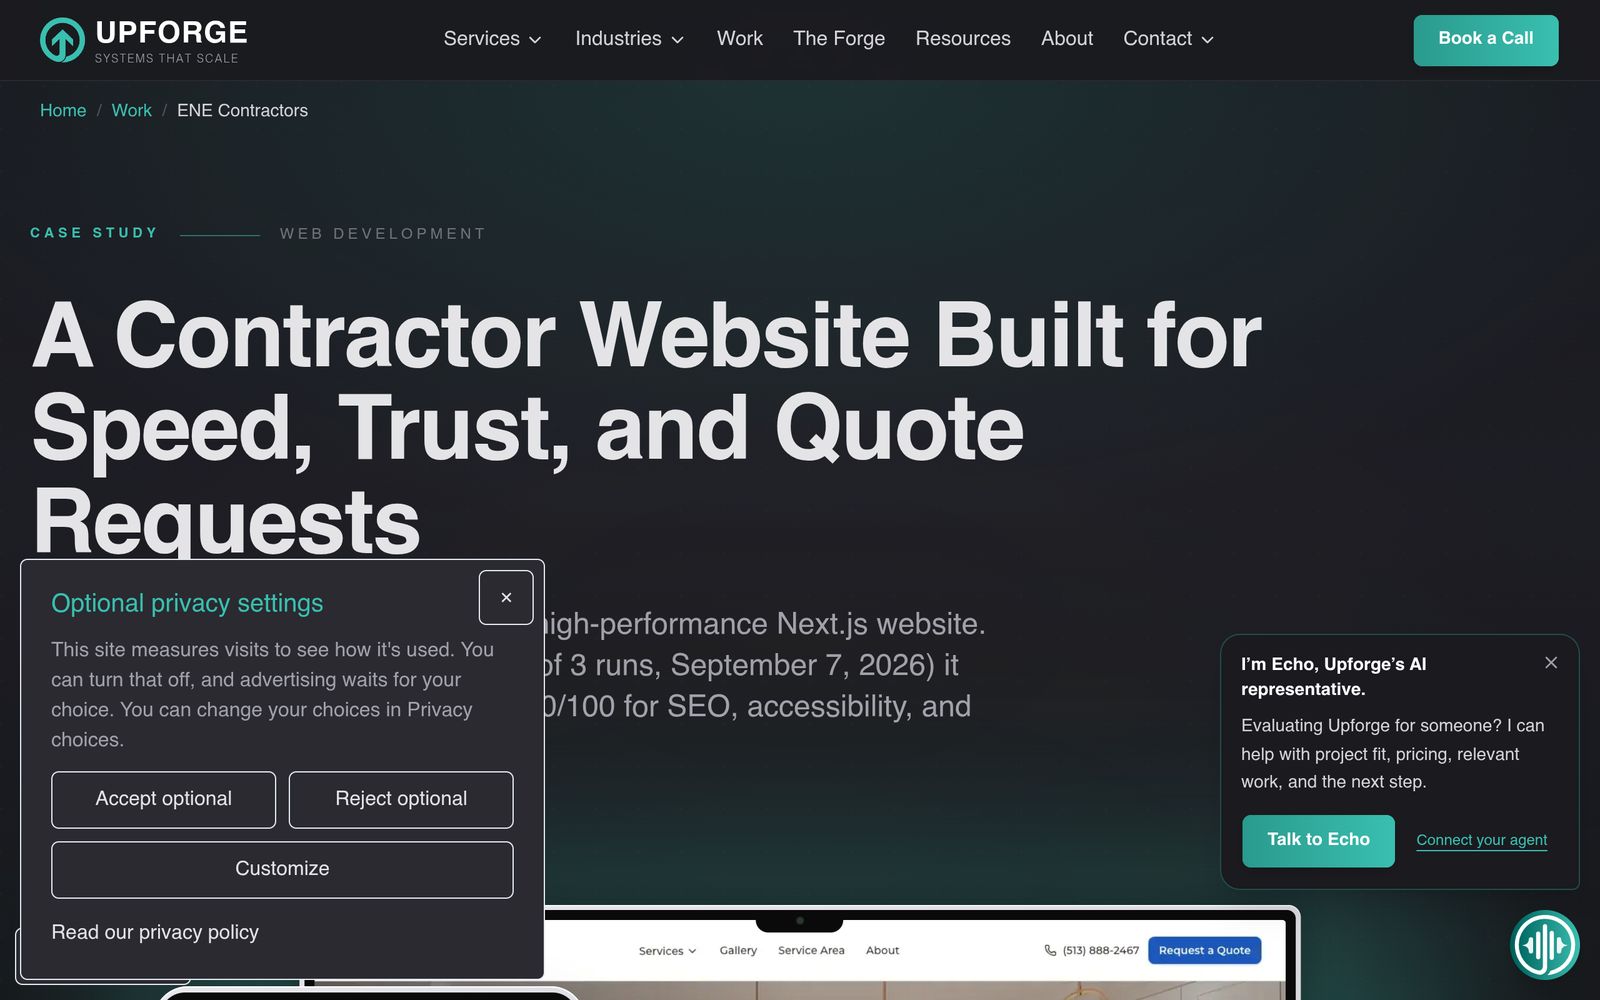 UPFORGE
SYSTEMS THAT SCALE
Services
Industries
Work
The Forge
Resources
About
Contact
Book a Call
Home / Work / ENE Contractors
CASE STUDY
WEB DEVELOPMENT
A Contractor Website Built for
Speed, Trust, and Quote
Requests
high-performance Next.js website.
of 3 runs, September 7, 2026) it
0/100 for SEO, accessibility, and
Optional privacy settings
×
This site measures visits to see how it's used. You
can turn that off, and advertising waits for your
choice. You can change your choices in Privacy
choices.
Accept optional
Reject optional
Customize
Read our privacy policy
I’m Echo, Upforge’s AI
representative.
Evaluating Upforge for someone? I can
help with project fit, pricing, relevant
work, and the next step.
Talk to Echo
Connect your agent
Services
Gallery
Service Area
About
(513) 888-2467
Request a Quote